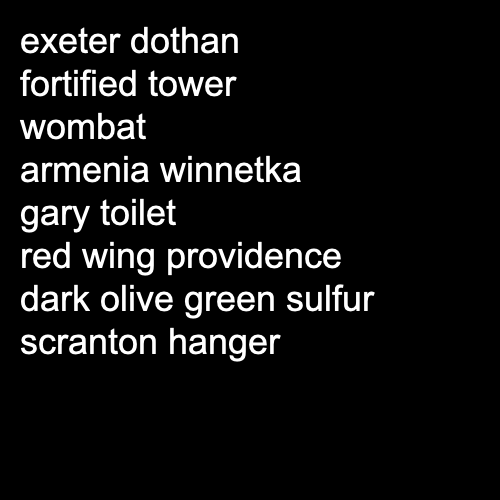 exeter dothan
fortified tower
wombat
armenia winnetka
gary toilet
red wing providence
dark olive green sulfur
scranton hanger